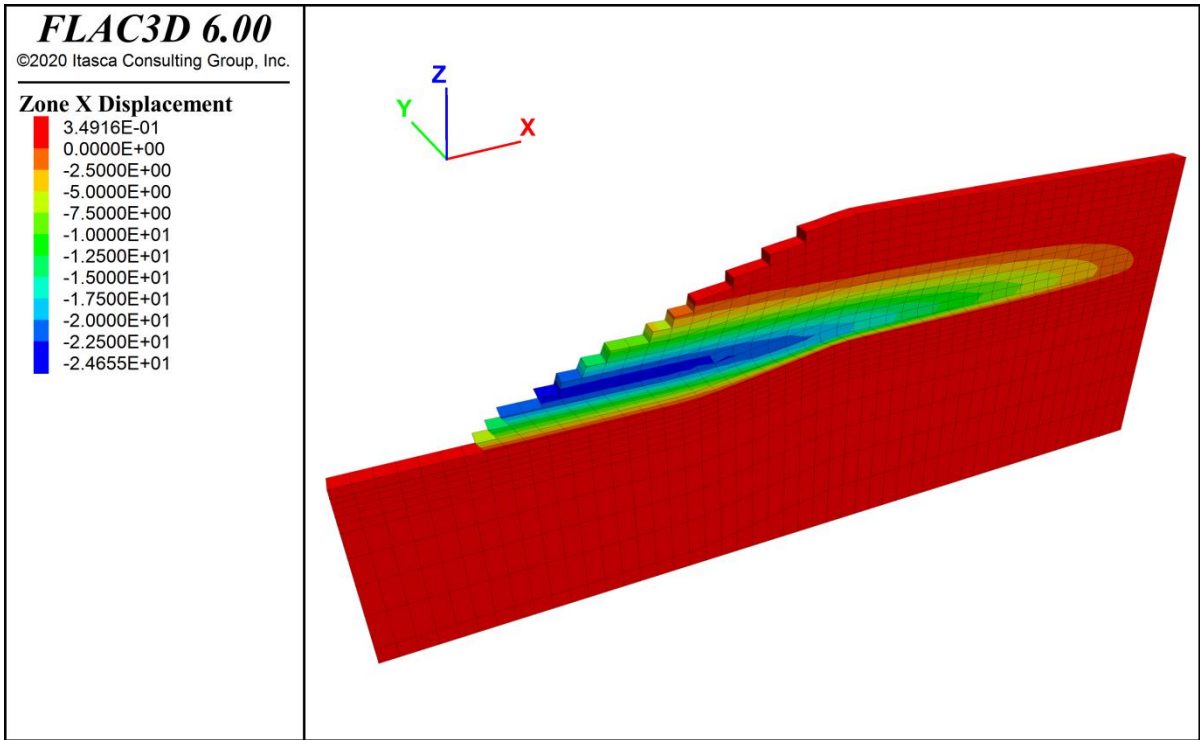 FLAC3D 6.00
©2020 Itasca Consulting Group, Inc.
Zone X Displacement
3.4916E-01
0.0000E+00
-2.5000E+00
-5.0000E+00
-7.5000E+00
-1.0000E+01
-1.2500E+01
-1.5000E+01
-1.7500E+01
-2.0000E+01
-2.2500E+01
-2.4655E+01
Z
Y
X